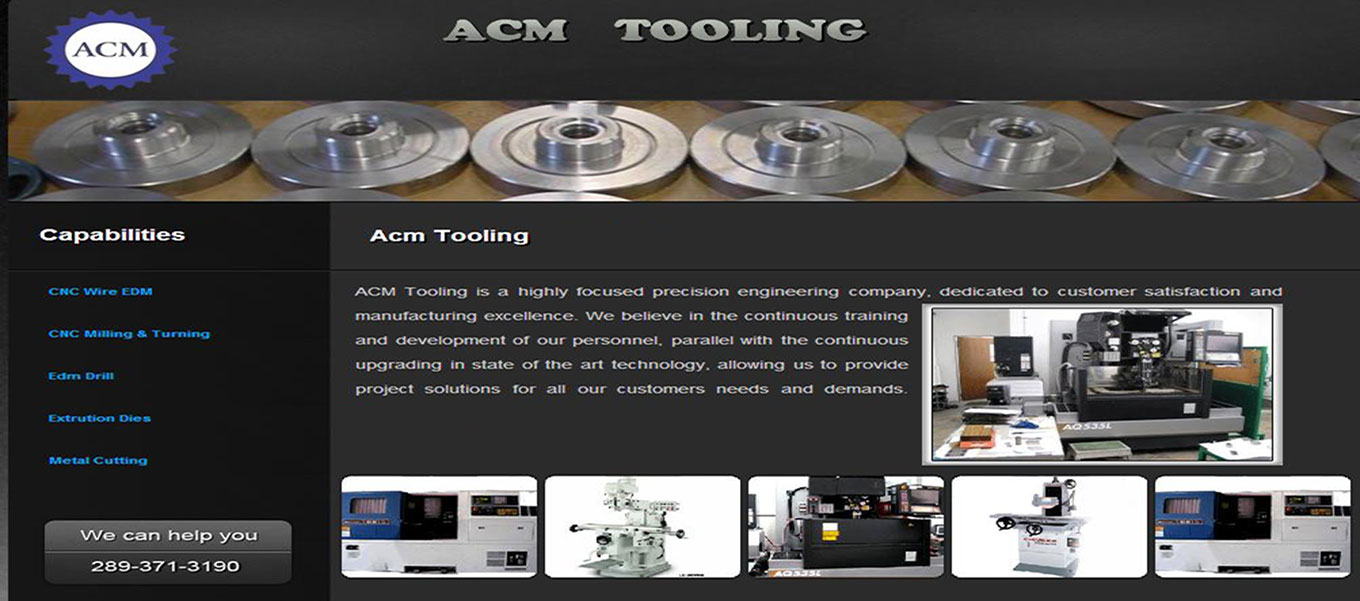 ACM
ACM TOOLING
Capabilities
Acm Tooling
CNC Wire EDM
CNC Milling & Turning
Edm Drill
Extrution Dies
Metal Cutting
ACM Tooling is a highly focused precision engineering company, dedicated to customer satisfaction and
manufacturing excellence. We believe in the continuous training
and development of our personnel, parallel with the continuous
upgrading in state of the art technology, allowing us to provide
project solutions for all our customers needs and demands.
AQ535L
We can help you
289-371-3190
AQ535L